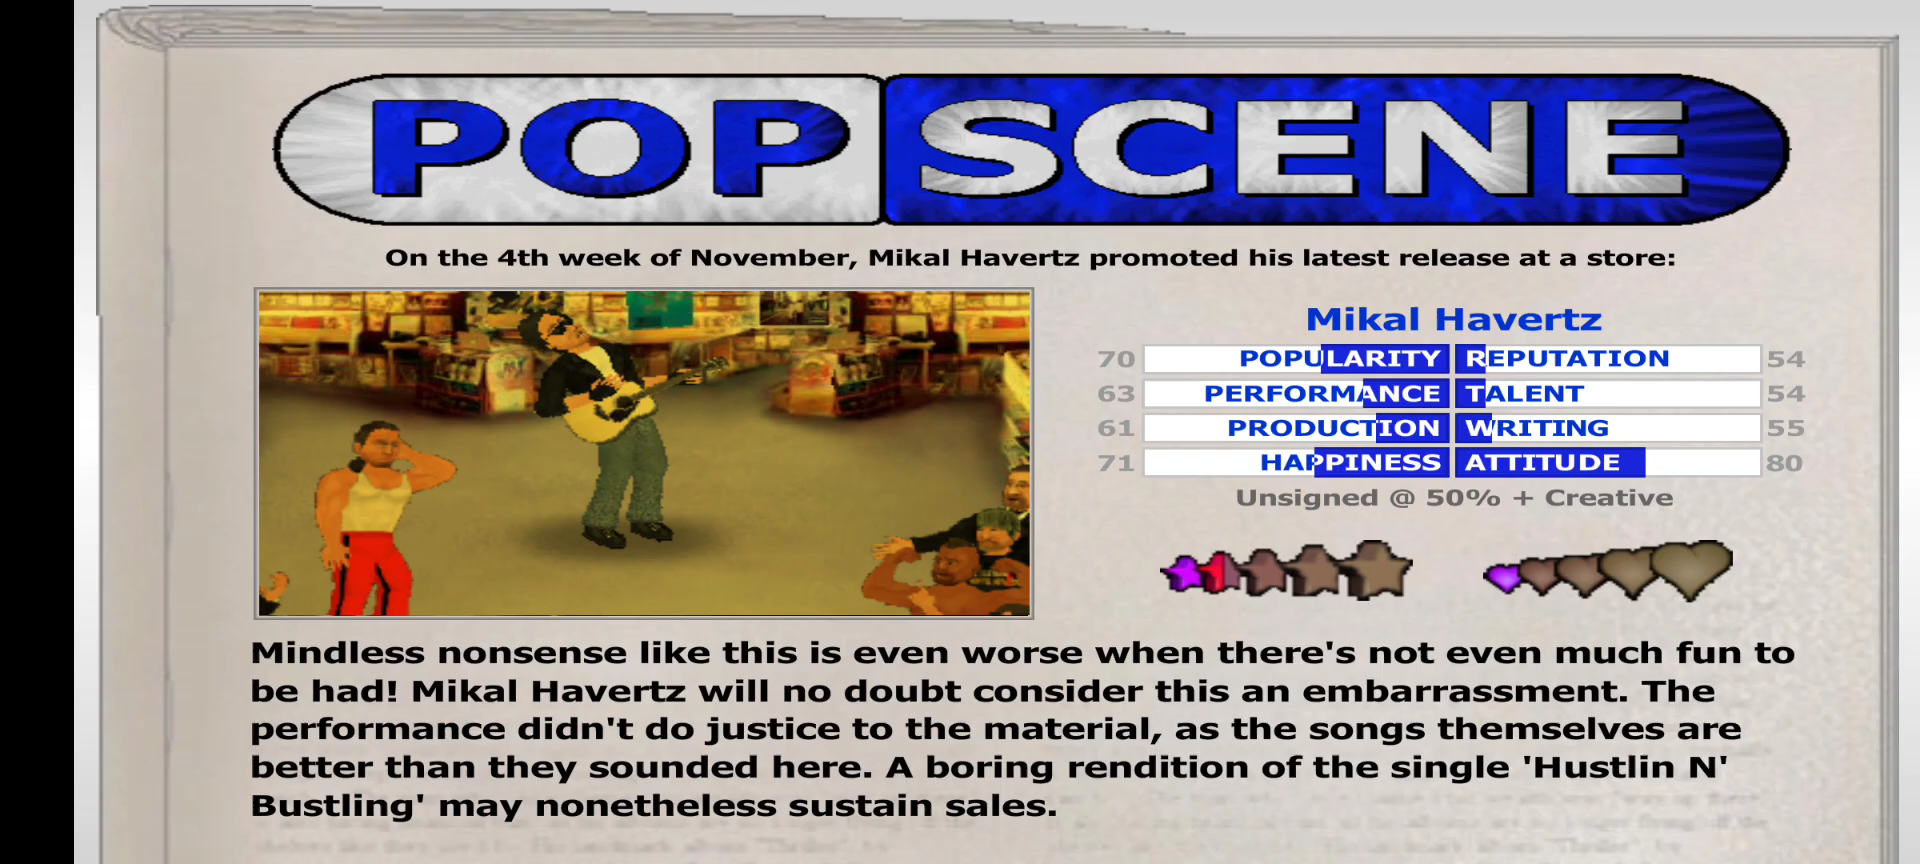 POP SCENE
On the 4th week of November, Mikal Havertz promoted his latest release at a store:
Mikal Havertz
70 POPULARITY REPUTATION 54
63 PERFORMANCE TALENT 54
61 PRODUCTION WRITING 55
71 HAPPINESS ATTITUDE 80
Unsigned @ 50% + Creative
Mindless nonsense like this is even worse when there's not even much fun to
be had! Mikal Havertz will no doubt consider this an embarrassment. The
performance didn't do justice to the material, as the songs themselves are
better than they sounded here. A boring rendition of the single 'Hustlin N'
Bustling' may nonetheless sustain sales.